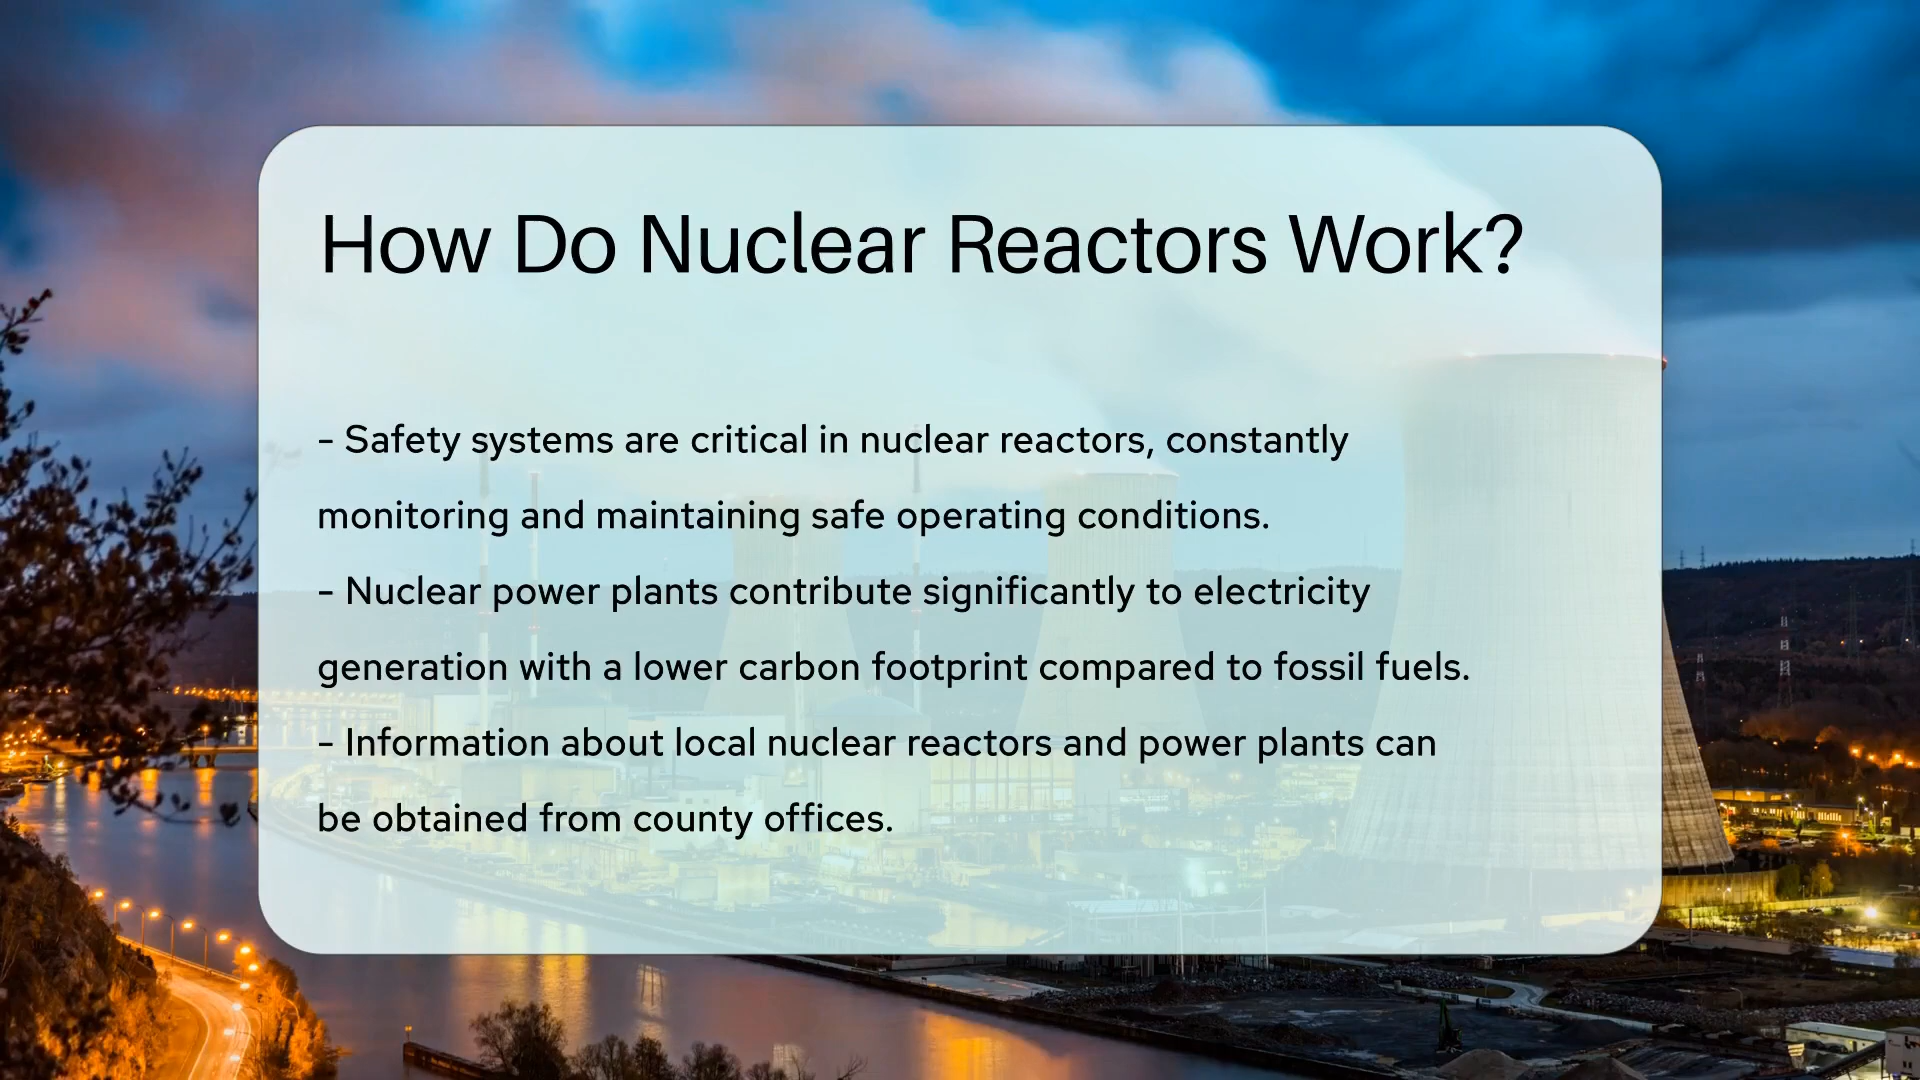 How Do Nuclear Reactors Work?
- Safety systems are critical in nuclear reactors, constantly
monitoring and maintaining safe operating conditions.
- Nuclear power plants contribute significantly to electricity
generation with a lower carbon footprint compared to fossil fuels.
- Information about local nuclear reactors and power plants can
be obtained from county offices.